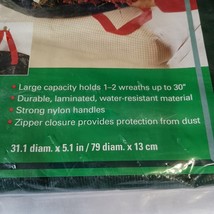 • Large capacity holds 1–2 wreaths up to 30"
• Durable, laminated, water-resistant material
• Strong nylon handles
• Zipper closure provides protection from dust
31.1 diam. x 5.1 in / 79 diam. x 13 cm